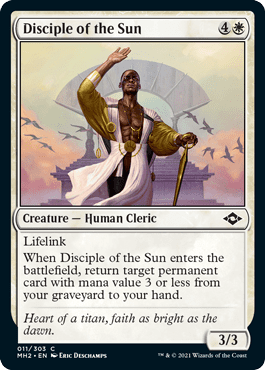 Disciple of the Sun 4
Creature — Human Cleric
Lifelink
When Disciple of the Sun enters the
battlefield, return target permanent
card with mana value 3 or less from
your graveyard to your hand.
Heart of a titan, faith as bright as the
dawn.
3/3
011/303 C
MH2 • EN Eric Deschamps
™ & © 2021 Wizards of the Coast